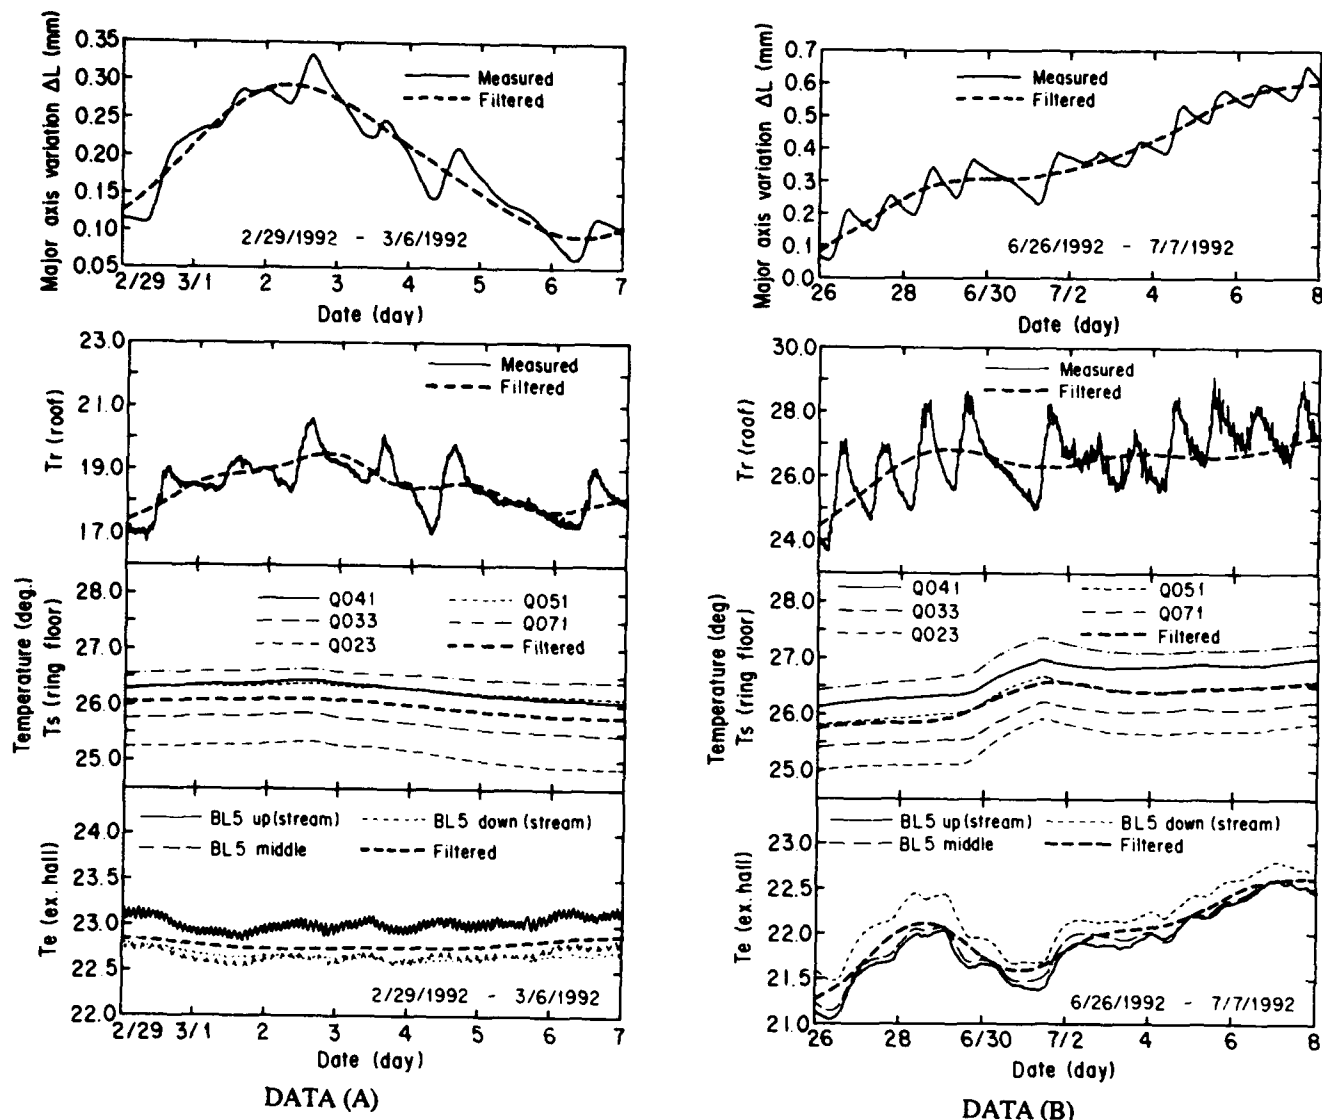 Major axis variation ΔL (mm)
0.35
0.30
0.25
0.20
0.15
0.10
0.05
Measured
Filtered
2/29/1992 - 3/6/1992
2/29 3/1 2 3 4 5 6 7
Date (day)
Tr (roof)
23.0
21.0
19.0
17.0
Measured
Filtered
Temperature (deg.)
Ts (ring floor)
28.0
27.0
26.0
25.0
Q041 Q051
Q033 Q071
Q023 Filtered
Te (ex. hall)
24.0
23.5
23.0
22.5
22.0
BL5 up (stream) BL5 down (stream)
BL5 middle Filtered
2/29/1992 - 3/6/1992
2/29 3/1 2 3 4 5 6 7
Date (day)
DATA (A)
Major axis variation ΔL (mm)
0.7
0.6
0.5
0.4
0.3
0.2
0.1
0.0
Measured
Filtered
6/26/1992 - 7/7/1992
26 28 6/30 7/2 4 6 8
Date (day)
Tr (roof)
30.0
28.0
26.0
24.0
Measured
Filtered
Temperature (deg)
Ts (ring floor)
28.0
27.0
26.0
25.0
Q041 Q051
Q033 Q071
Q023 Filtered
Te (ex. hall)
23.0
22.5
22.0
21.5
21.0
BL5 up (stream) BL5 down (stream)
BL5 middle Filtered
6/26/1992 - 7/7/1992
26 28 6/30 7/2 4 6 8
Date (day)
DATA (B)